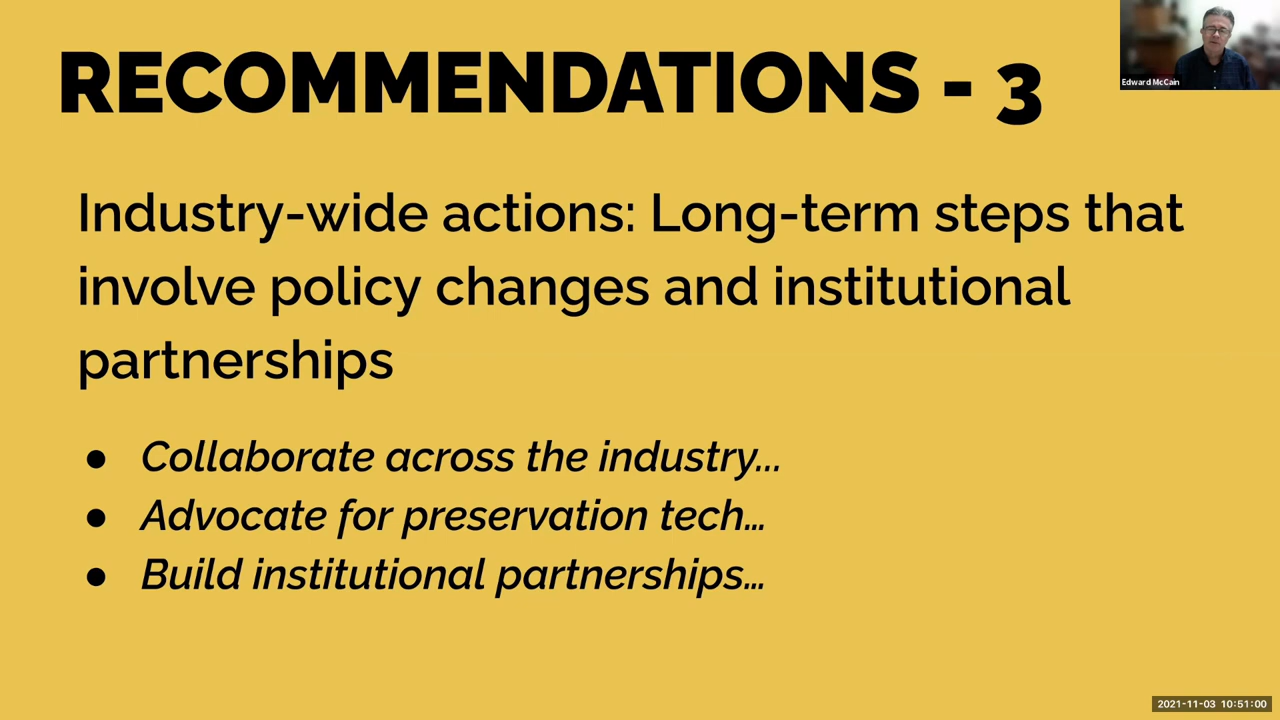 RECOMMENDATIONS - 3
Edward McCain
Industry-wide actions: Long-term steps that
involve policy changes and institutional
partnerships
● Collaborate across the industry...
● Advocate for preservation tech...
● Build institutional partnerships...
2021-11-03 10:51:00